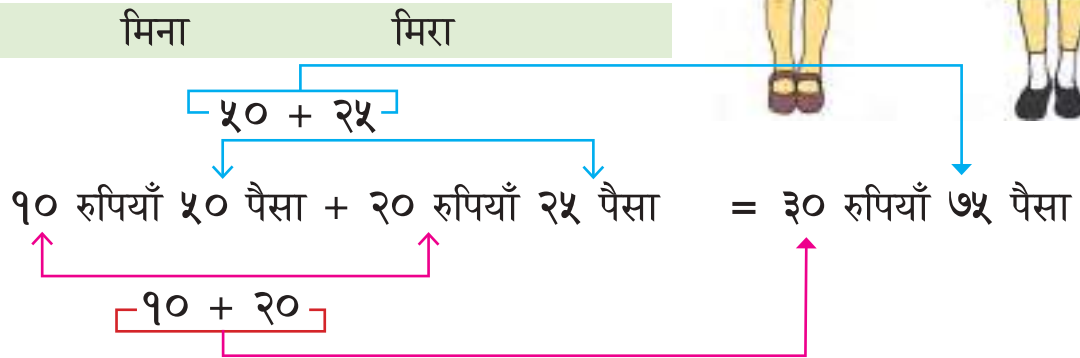 मिना मिरा
५० + २५
१० रुपियाँ ५० पैसा + २० रुपियाँ २५ पैसा = ३० रुपियाँ ७५ पैसा
१० + २०